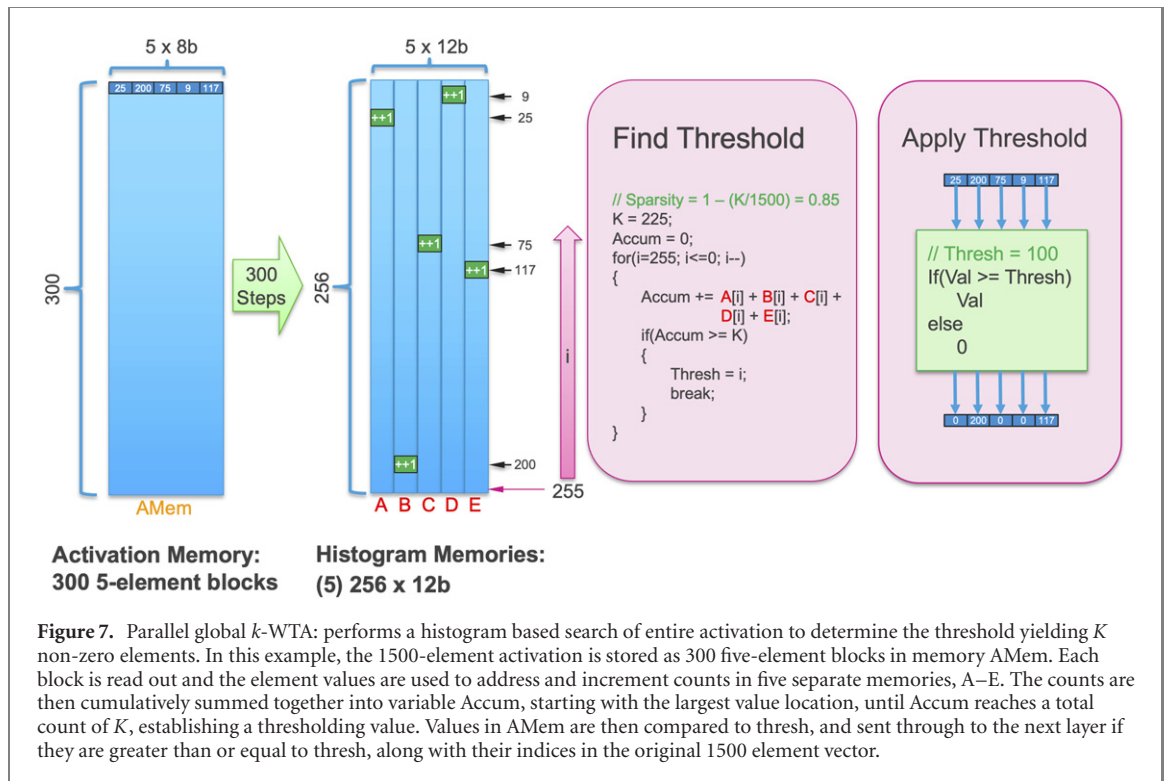 5 x 8b
25 200 75 9 117
300
AMem
Activation Memory:
300 5-element blocks
300
Steps
5 x 12b
256
++1
9
++1
25
++1
75
++1
117
++1
200
255
A B C D E
Histogram Memories:
(5) 256 x 12b
i
Find Threshold
// Sparsity = 1 – (K/1500) = 0.85
K = 225;
Accum = 0;
for(i=255; i<=0; i--)
{
Accum += A[i] + B[i] + C[i] +
D[i] + E[i];
if(Accum >= K)
{
Thresh = i;
break;
}
}
Apply Threshold
25 200 75 9 117
// Thresh = 100
If(Val >= Thresh)
Val
else
0
0 200 0 0 117
Figure 7. Parallel global k-WTA: performs a histogram based search of entire activation to determine the threshold yielding K
non-zero elements. In this example, the 1500-element activation is stored as 300 five-element blocks in memory AMem. Each
block is read out and the element values are used to address and increment counts in five separate memories, A–E. The counts are
then cumulatively summed together into variable Accum, starting with the largest value location, until Accum reaches a total
count of K, establishing a thresholding value. Values in AMem are then compared to thresh, and sent through to the next layer if
they are greater than or equal to thresh, along with their indices in the original 1500 element vector.